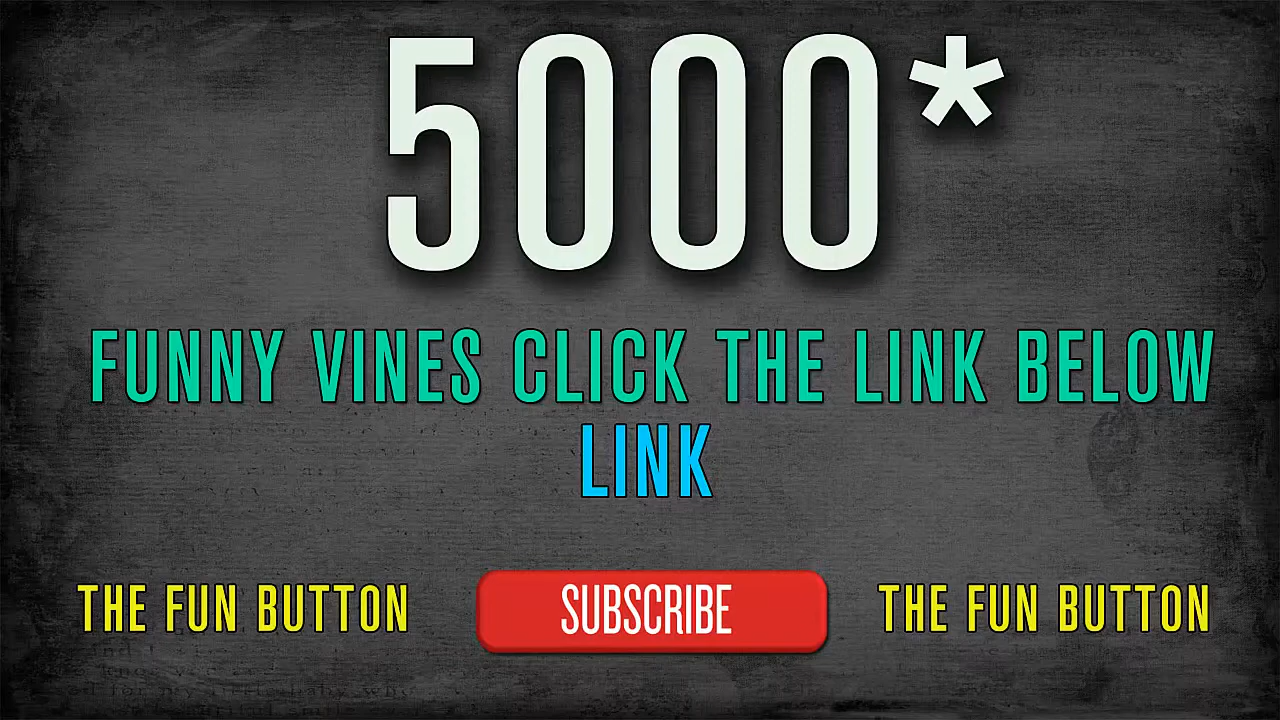 5000*
FUNNY VINES CLICK THE LINK BELOW
LINK
THE FUN BUTTON SUBSCRIBE THE FUN BUTTON